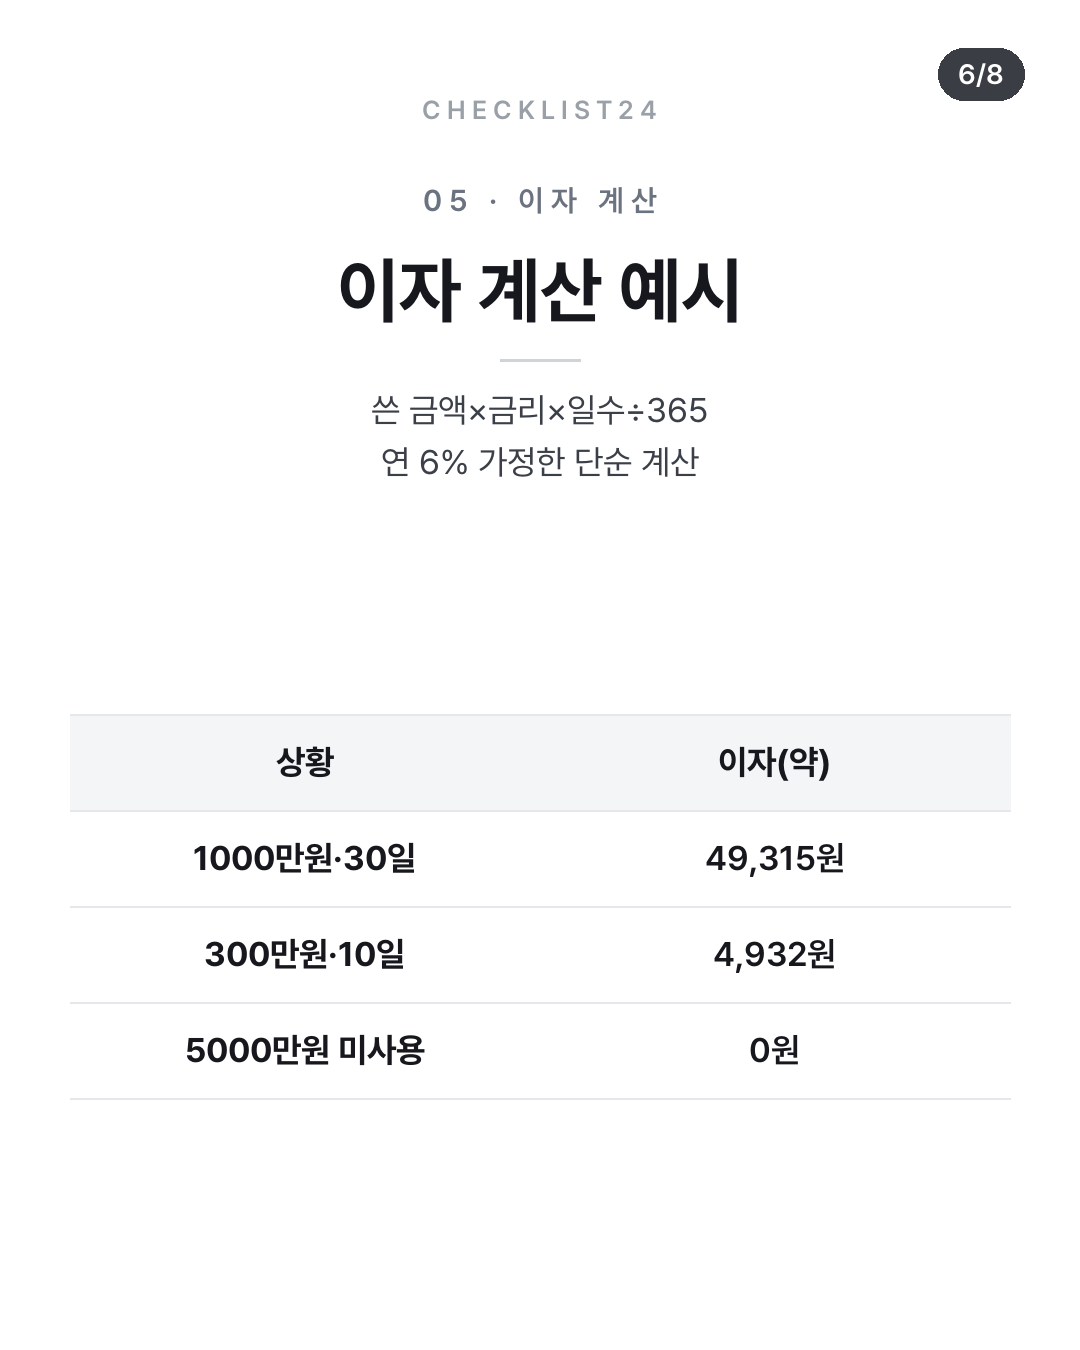 6/8
CHECKLIST24
05 · 이자 계산
이자 계산 예시
쓴 금액×금리×일수÷365
연 6% 가정한 단순 계산
상황 이자(약)
1000만원·30일 49,315원
300만원·10일 4,932원
5000만원 미사용 0원